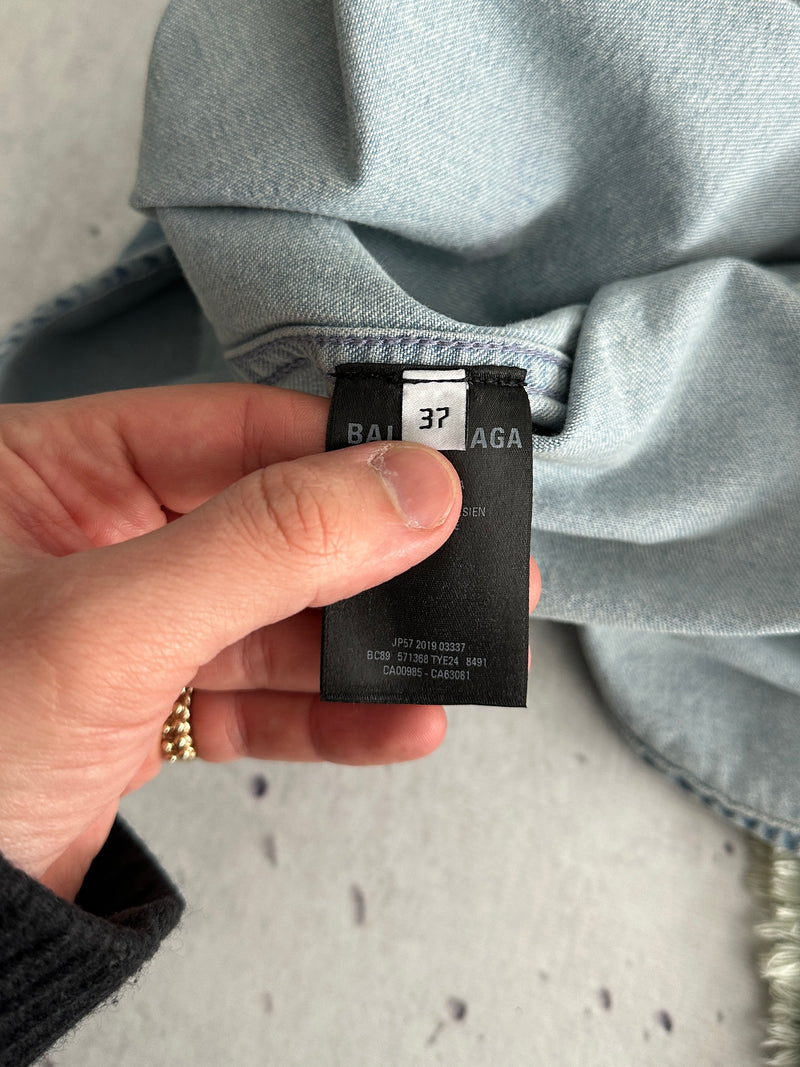 37
BAL AGA
SIEN
JP57 2019 03337
BC89 571368 TYE24 8491
CA00985 - CA63081